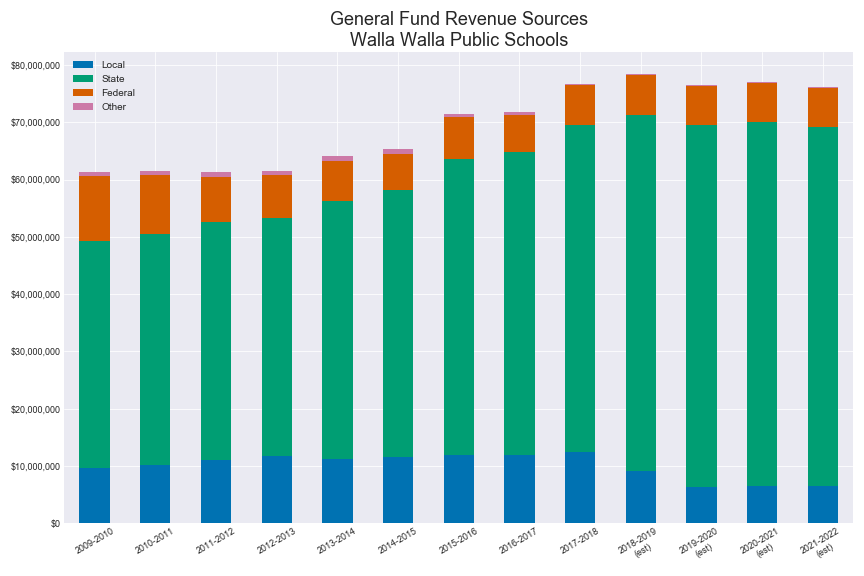 General Fund Revenue Sources
Walla Walla Public Schools
Local
State
Federal
Other
$80,000,000
$70,000,000
$60,000,000
$50,000,000
$40,000,000
$30,000,000
$20,000,000
$10,000,000
$0
2009-2010
2010-2011
2011-2012
2012-2013
2013-2014
2014-2015
2015-2016
2016-2017
2017-2018
2018-2019
(est)
2019-2020
(est)
2020-2021
(est)
2021-2022
(est)